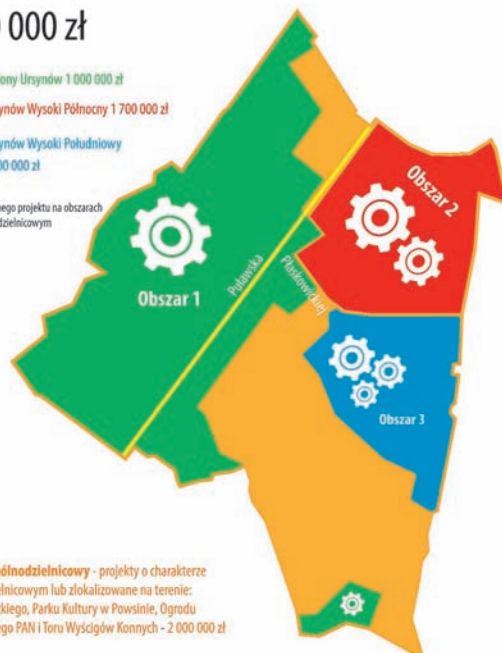 000 zł
ony Ursynów 1 000 000 zł
ynów Wysoki Północny 1 700 000 zł
ynów Wysoki Południowy
00 000 zł
nego projektu na obszarach
dzielnicowym
Obszar 1
Puławska
Płaskowickiej
Obszar 2
Obszar 3
ólnodzielnicowy - projekty o charakterze
elnicowym lub zlokalizowane na terenie:
kiego, Parku Kultury w Powsinie, Ogrodu
ego PAN i Toru Wyścigów Konnych - 2 000 000 zł